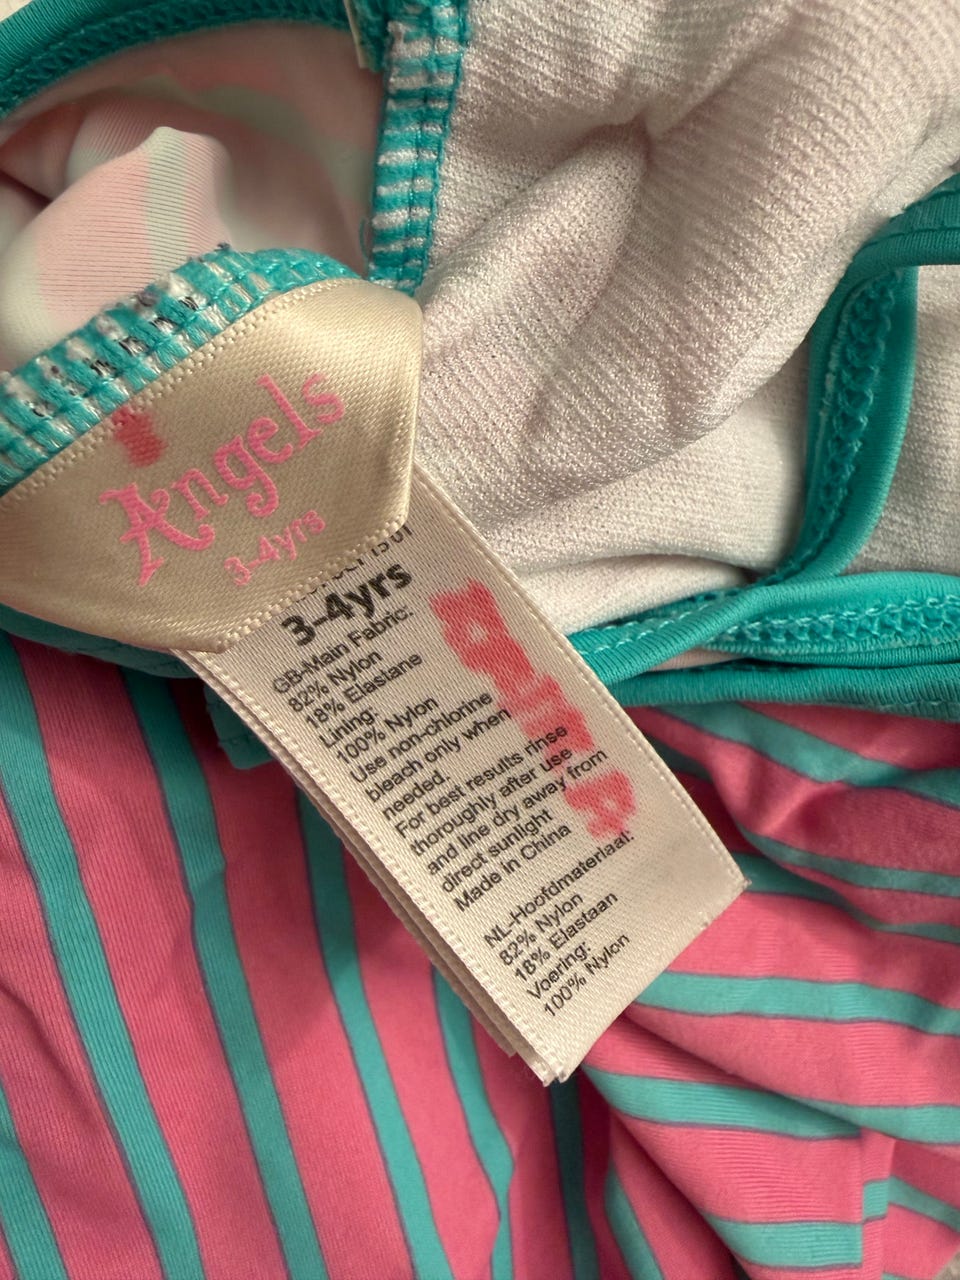 Angels
3-4yrs
3-4yrs
GB-Main Fabric:
82% Nylon
18% Elastane
Lining:
100% Nylon
Use non-chlorine
bleach only when
needed.
For best results rinse
thoroughly after use
and line dry away from
direct sunlight
Made in China
NL-Hoofdmateriaal:
82% Nylon
18% Elastaan
Voering:
100% Nylon